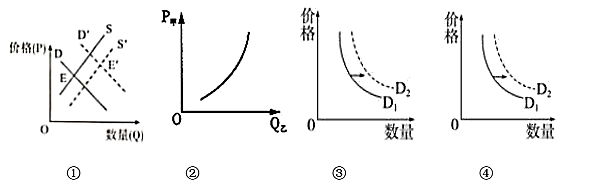 价格(P)
D
D'
S
S'
E
E'
O
数量(Q)
①
P甲
O
Q乙
②
价格
D₂
D₁
0
数量
③
价格
D₂
D₁
0
数量
④